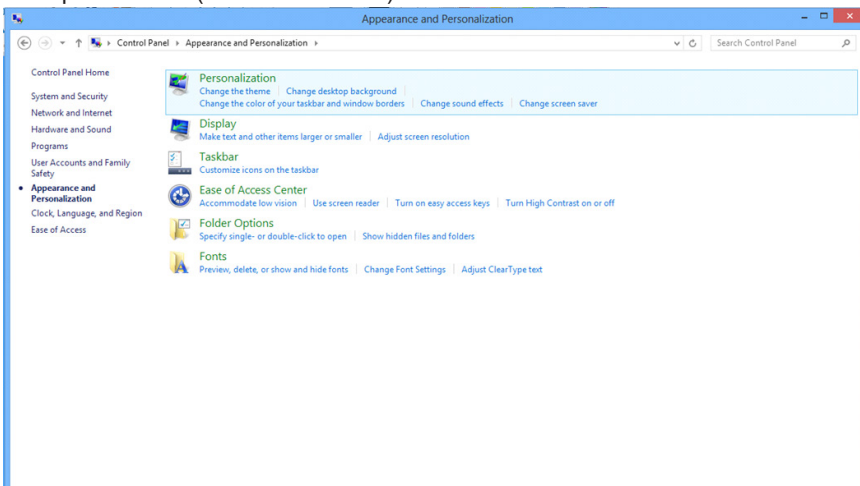 Appearance and Personalization
Control Panel Appearance and Personalization
Search Control Panel
Control Panel Home
System and Security
Network and Internet
Hardware and Sound
Programs
User Accounts and Family
Safety
Appearance and
Personalization
Clock, Language, and Region
Ease of Access
Personalization
Change the theme Change desktop background
Change the color of your taskbar and window borders Change sound effects Change screen saver
Display
Make text and other items larger or smaller Adjust screen resolution
Taskbar
Customize icons on the taskbar
Ease of Access Center
Accommodate low vision Use screen reader Turn on easy access keys Turn High Contrast on or off
Folder Options
Specify single- or double-click to open Show hidden files and folders
Fonts
Preview, delete, or show and hide fonts Change Font Settings Adjust ClearType text